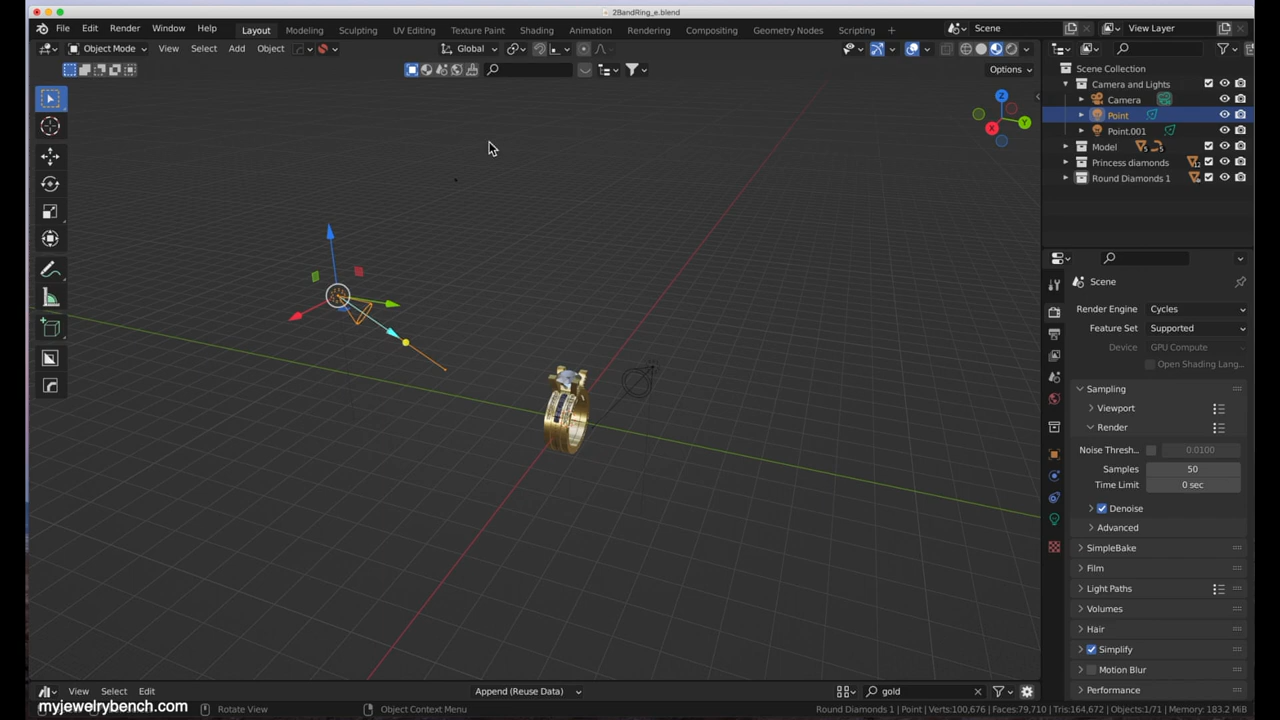 2BandRing_e.blend
File Edit Render Window Help Layout Modeling Sculpting UV Editing Texture Paint Shading Animation Rendering Compositing Geometry Nodes Scripting + Scene View Layer
Object Mode View Select Add Object Global
Options
Scene Collection
Camera and Lights
Camera
Point
Point.001
Model 5 5
Princess diamonds 12
Round Diamonds 1
Z
Y
X
Scene
Render Engine Cycles
Feature Set Supported
Device GPU Compute
Open Shading Lang...
Sampling
Viewport
Render
Noise Thresh.. 0.0100
Samples 50
Time Limit 0 sec
Denoise
Advanced
SimpleBake
Film
Light Paths
Volumes
Hair
Simplify
Motion Blur
Performance
View Select Edit Append (Reuse Data) gold
myjewelrybench.com
Rotate View Object Context Menu Round Diamonds 1 | Point | Verts:100,676 | Faces:79,710 | Tris:164,672 | Objects:1/71 | Memory: 183.2 MiB